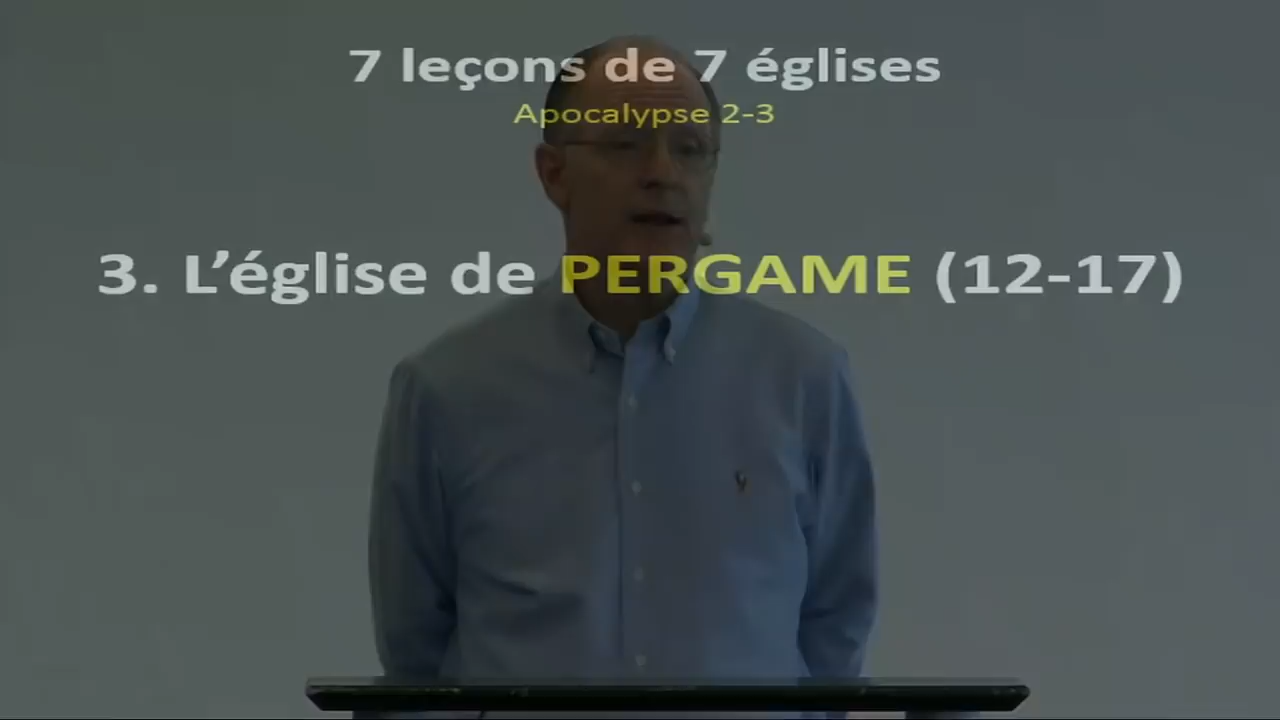 7 leçons de 7 églises
Apocalypse 2-3
3. L’église de PERGAME (12-17)